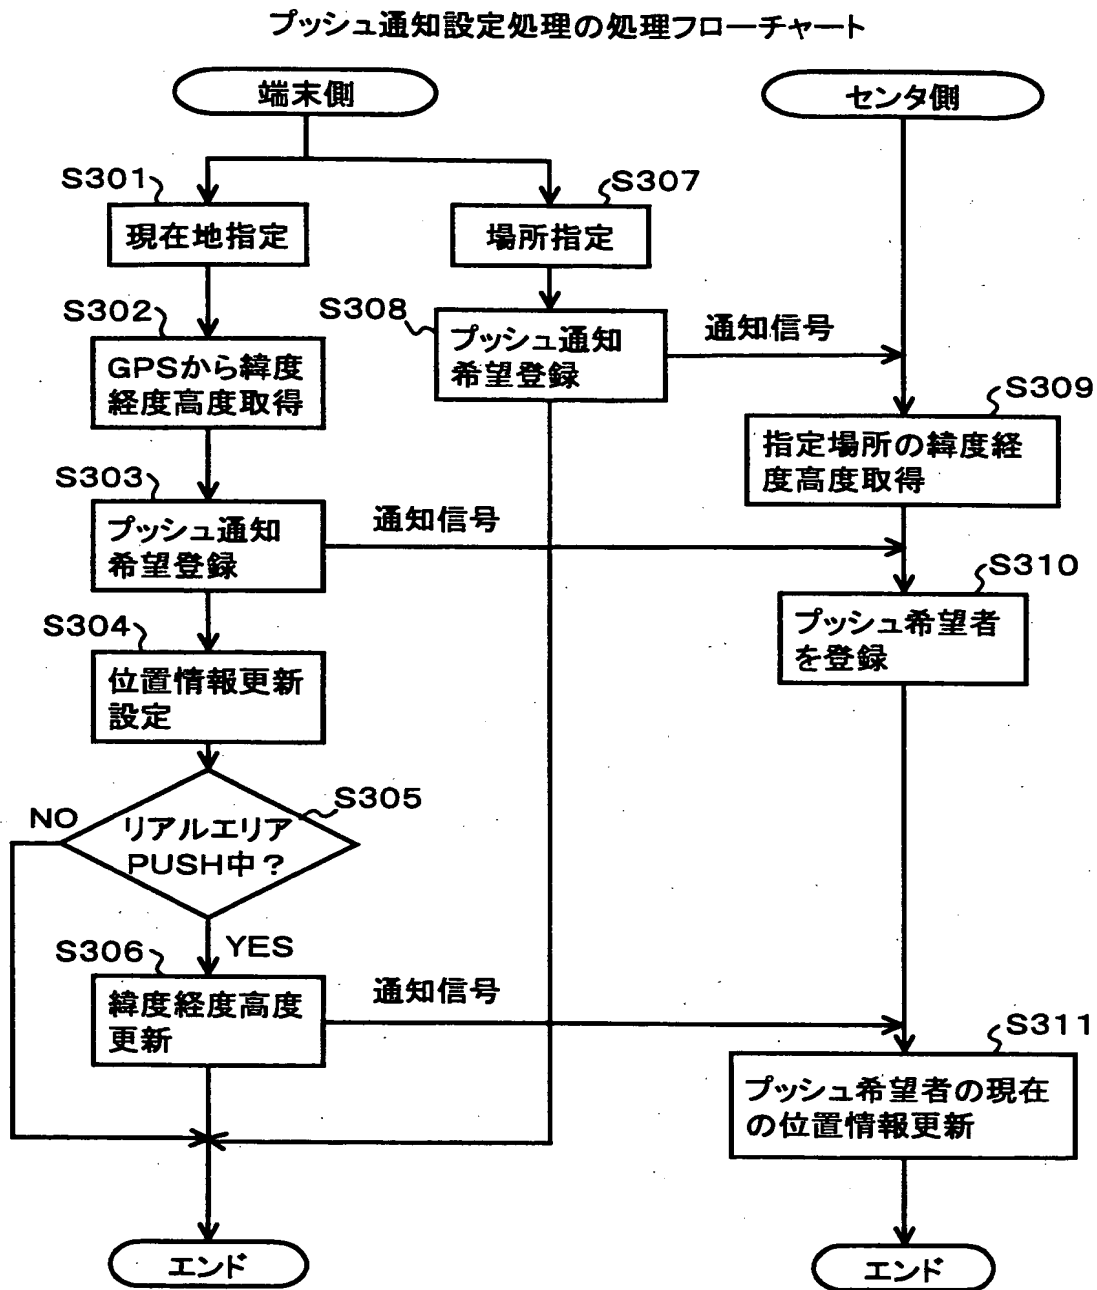 プッシュ通知設定処理の処理フローチャート
端末側
センタ側
S301
現在地指定
S307
場所指定
S302
GPSから緯度
経度高度取得
S308
プッシュ通知
希望登録
通知信号
S309
指定場所の緯度経
度高度取得
S303
プッシュ通知
希望登録
通知信号
S310
プッシュ希望者
を登録
S304
位置情報更新
設定
S305
リアルエリア
PUSH中？
NO
YES
S306
緯度経度高度
更新
通知信号
S311
プッシュ希望者の現在
の位置情報更新
エンド
エンド